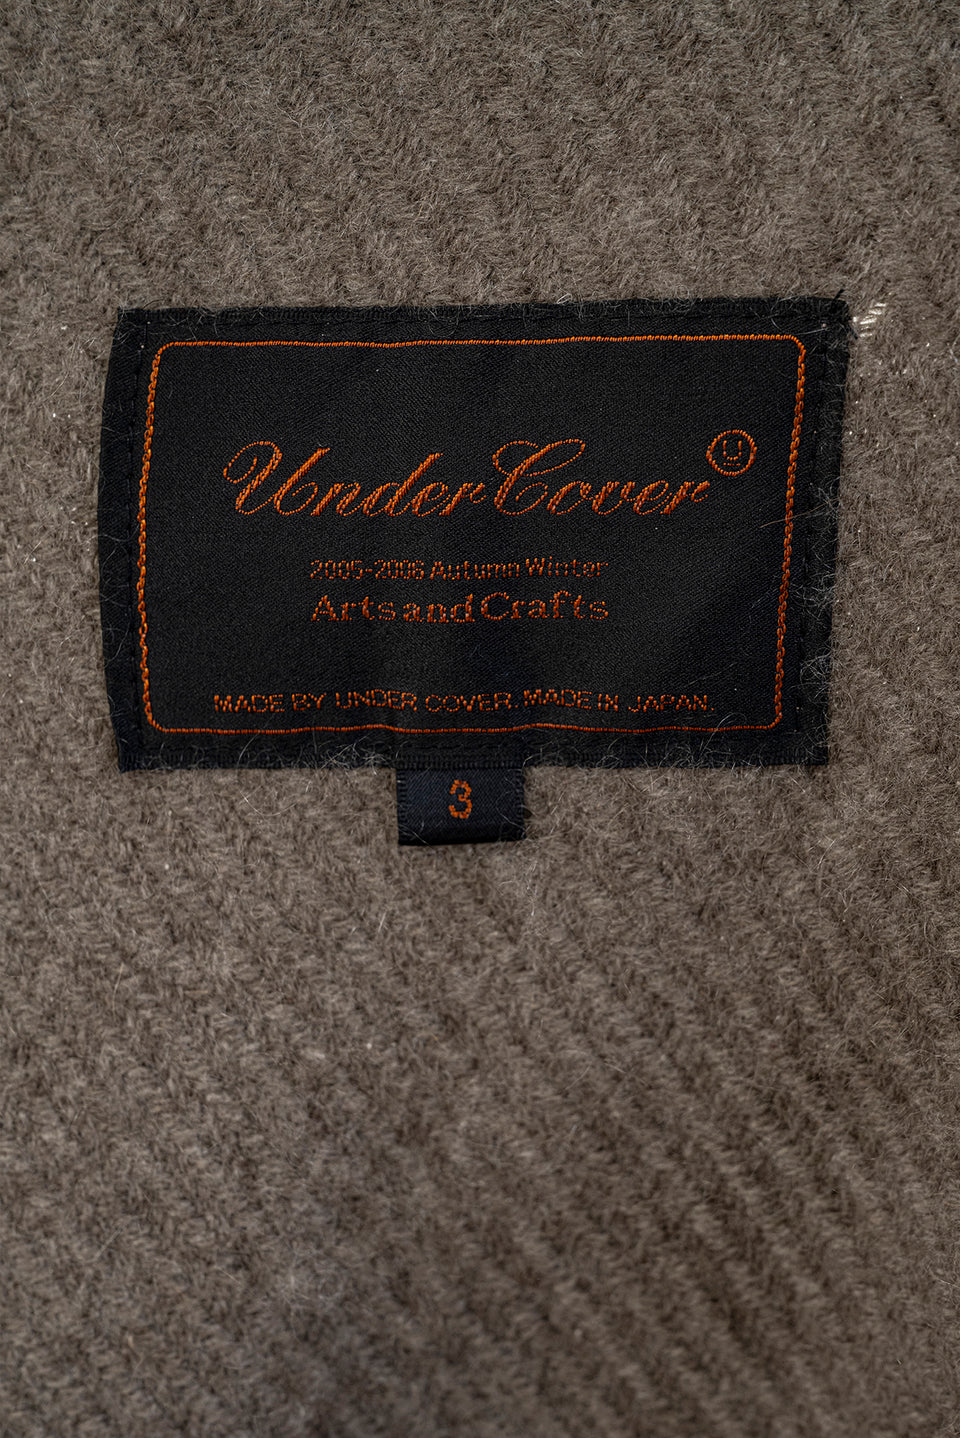 UnderCover U
2005-2006 Autumn Winter
Arts and Crafts
MADE BY UNDER COVER. MADE IN JAPAN.
3